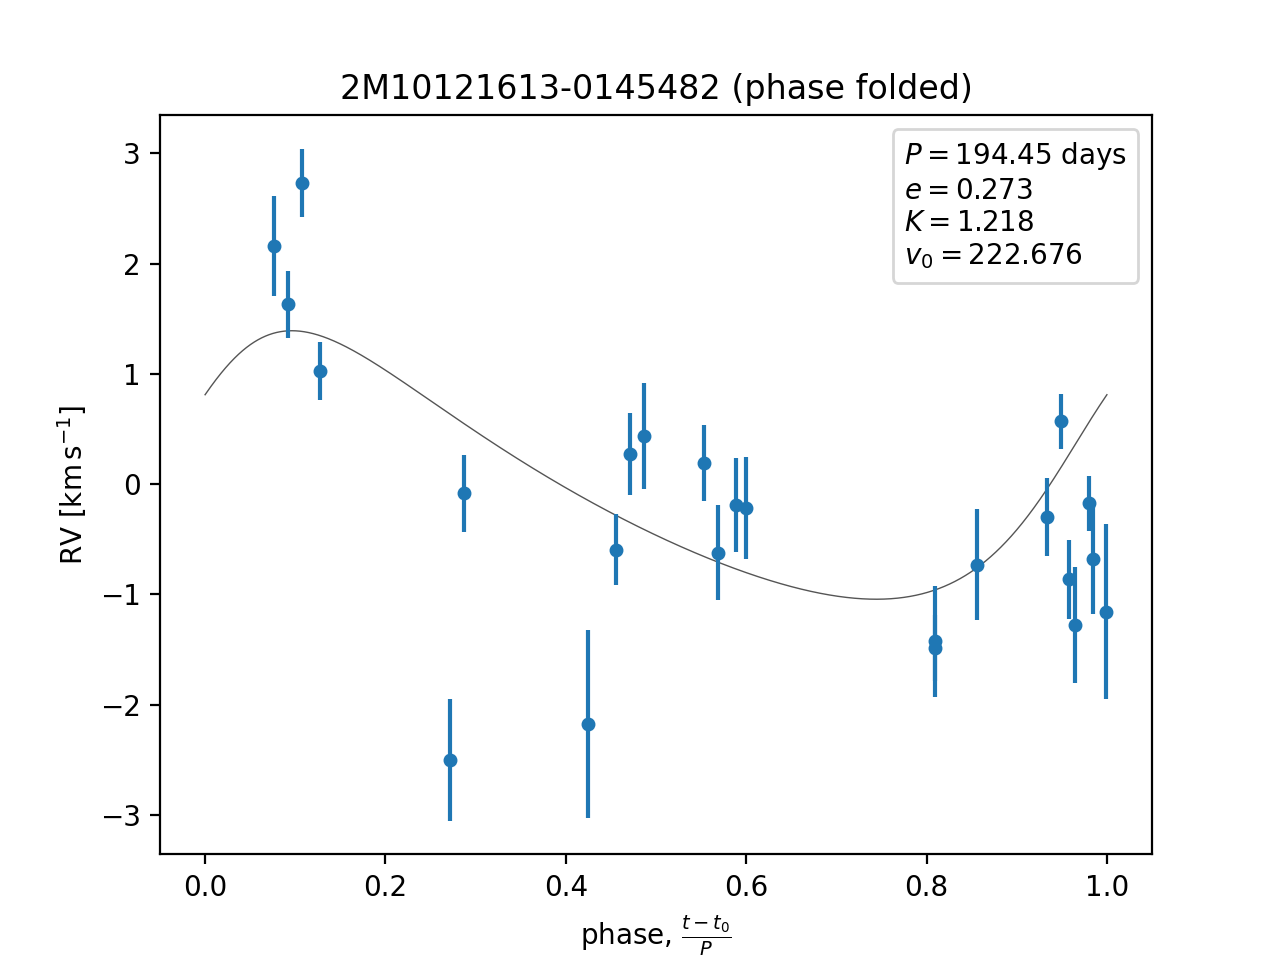 2M10121613-0145482 (phase folded)
P = 194.45 days
e = 0.273
K = 1.218
v₀ = 222.676
3
2
1
0
−1
−2
−3
RV [km s⁻¹]
0.0 0.2 0.4 0.6 0.8 1.0
phase, (t − t₀)/P